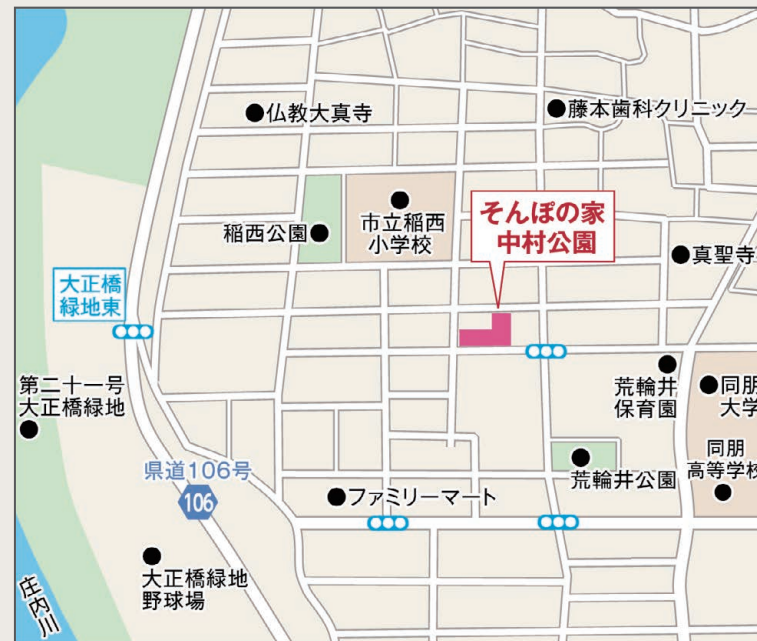 仏教大真寺
藤本歯科クリニック
そんぽの家
中村公園
市立稲西
小学校
稲西公園
真聖寺
大正橋
緑地東
第二十一号
大正橋緑地
荒輪井
保育園
同朋
大学
同朋
高等学校
県道106号
106
ファミリーマート
荒輪井公園
大正橋緑地
野球場
庄内川